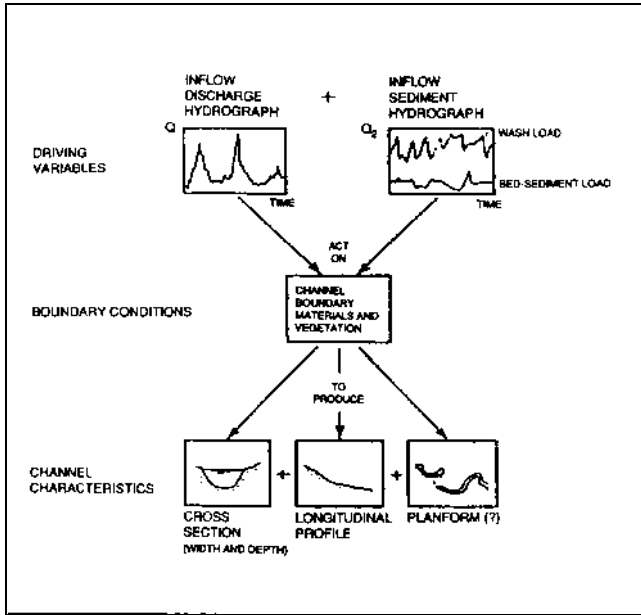 INFLOW
DISCHARGE
HYDROGRAPH
+
INFLOW
SEDIMENT
HYDROGRAPH
Q
Q₂
WASH LOAD
BED-SEDIMENT LOAD
TIME
TIME
DRIVING
VARIABLES
ACT
ON
BOUNDARY CONDITIONS
CHANNEL
BOUNDARY
MATERIALS AND
VEGETATION
TO
PRODUCE
CHANNEL
CHARACTERISTICS
+
+
CROSS
SECTION
(WIDTH AND DEPTH)
LONGITUDINAL
PROFILE
PLANFORM (?)